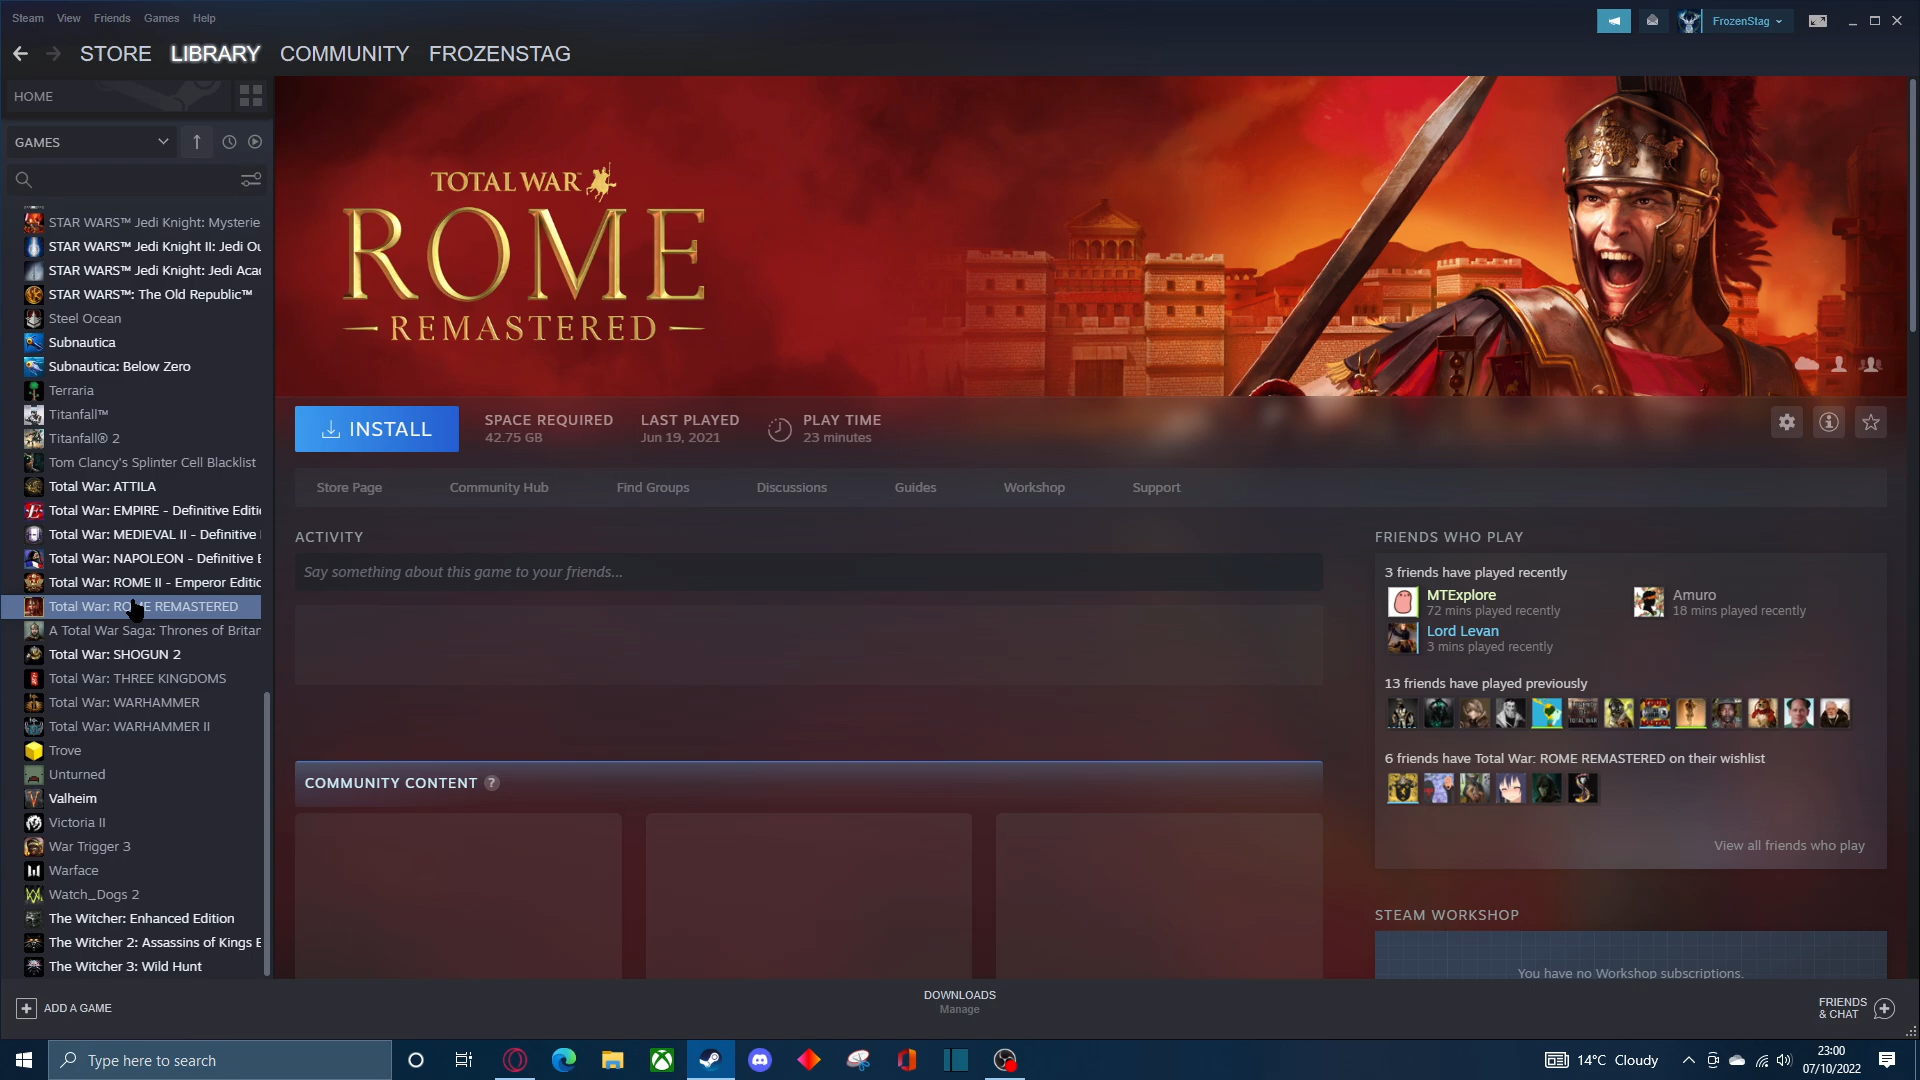 Steam View Friends Games Help
FrozenStag
STORE LIBRARY COMMUNITY FROZENSTAG
HOME
GAMES
STAR WARS™ Jedi Knight: Mysterie
STAR WARS™ Jedi Knight II: Jedi Ou
STAR WARS™ Jedi Knight: Jedi Acad
STAR WARS™: The Old Republic™
Steel Ocean
Subnautica
Subnautica: Below Zero
Terraria
Titanfall™
Titanfall® 2
Tom Clancy's Splinter Cell Blacklist
Total War: ATTILA
Total War: EMPIRE - Definitive Editi
Total War: MEDIEVAL II - Definitive
Total War: NAPOLEON - Definitive E
Total War: ROME II - Emperor Editio
Total War: ROME REMASTERED
A Total War Saga: Thrones of Britan
Total War: SHOGUN 2
Total War: THREE KINGDOMS
Total War: WARHAMMER
Total War: WARHAMMER II
Trove
Unturned
Valheim
Victoria II
War Trigger 3
Warface
Watch_Dogs 2
The Witcher: Enhanced Edition
The Witcher 2: Assassins of Kings E
The Witcher 3: Wild Hunt
ADD A GAME
TOTAL WAR
ROME
REMASTERED
INSTALL
SPACE REQUIRED
42.75 GB
LAST PLAYED
Jun 19, 2021
PLAY TIME
23 minutes
Store Page Community Hub Find Groups Discussions Guides Workshop Support
ACTIVITY
Say something about this game to your friends...
COMMUNITY CONTENT ?
FRIENDS WHO PLAY
3 friends have played recently
MTExplore
72 mins played recently
Amuro
18 mins played recently
Lord Levan
3 mins played recently
13 friends have played previously
6 friends have Total War: ROME REMASTERED on their wishlist
View all friends who play
STEAM WORKSHOP
You have no Workshop subscriptions.
DOWNLOADS
Manage
FRIENDS
& CHAT
Type here to search
14°C Cloudy
23:00
07/10/2022